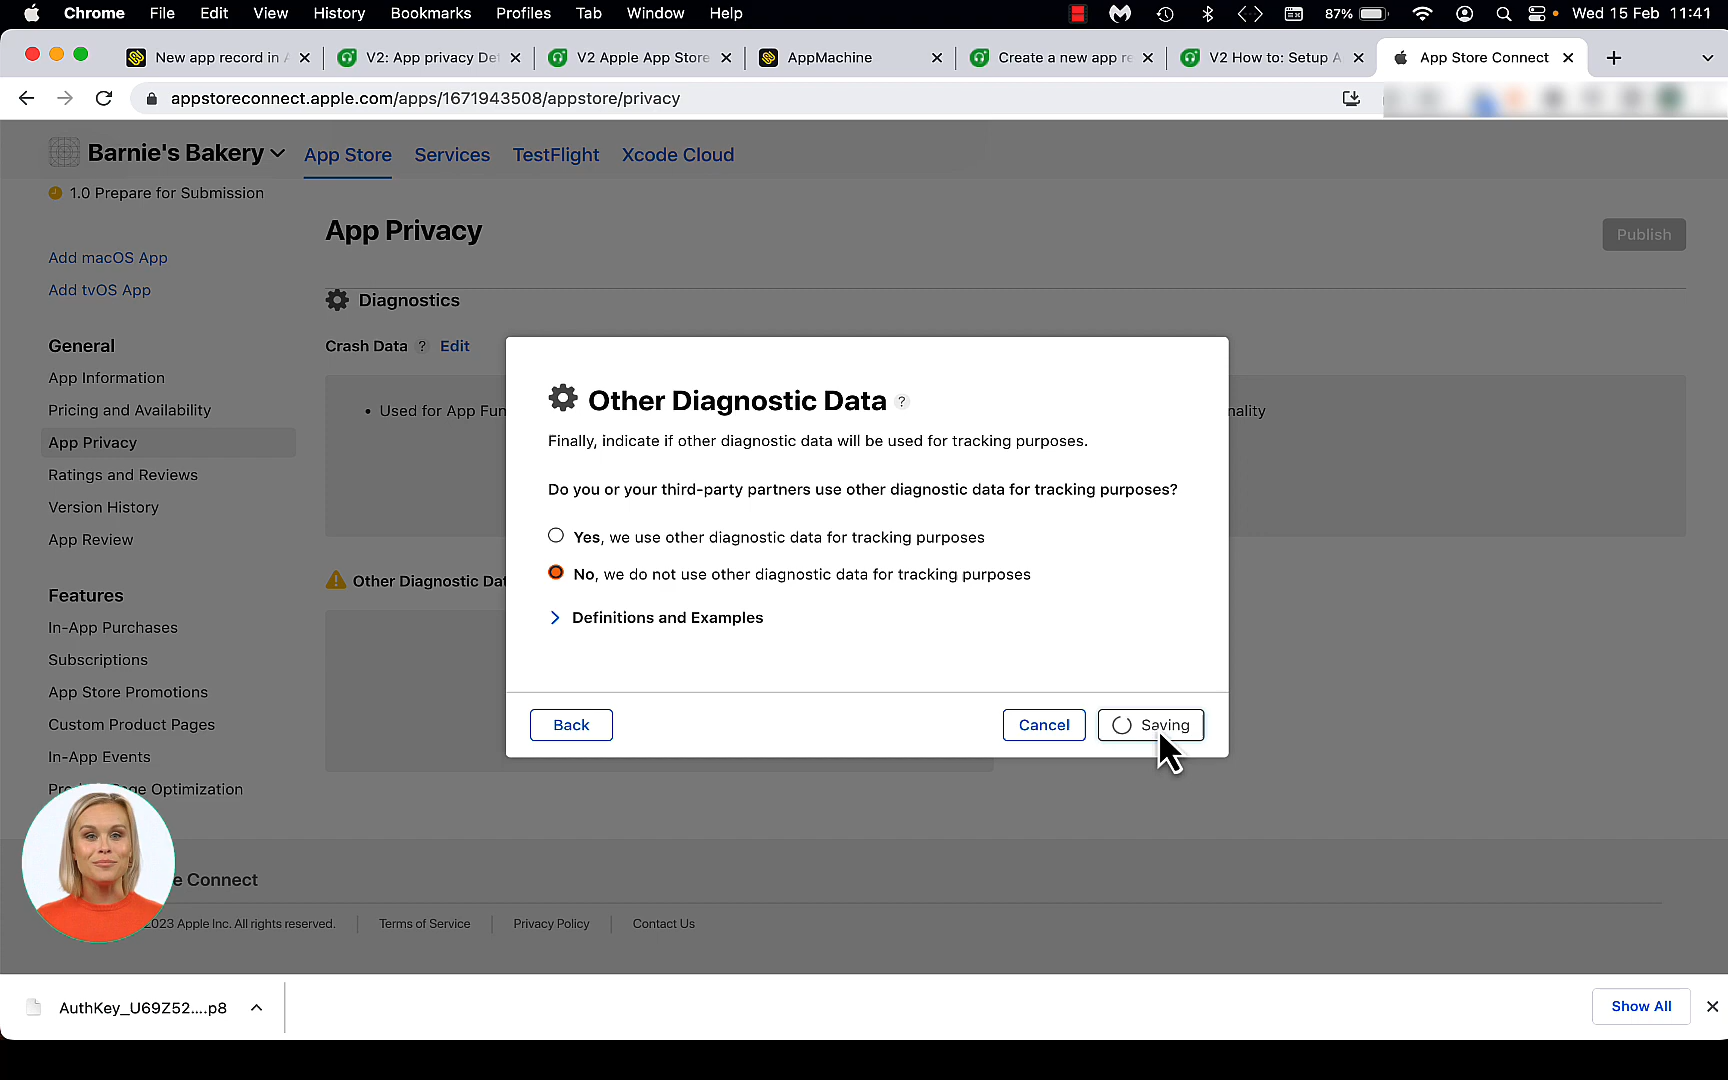 Chrome File Edit View History Bookmarks Profiles Tab Window Help 87% Wed 15 Feb 11:41
New app record in A V2: App privacy Det V2 Apple App Store AppMachine Create a new app re V2 How to: Setup A App Store Connect
appstoreconnect.apple.com/apps/1671943508/appstore/privacy
Barnie's Bakery App Store Services TestFlight Xcode Cloud
1.0 Prepare for Submission
App Privacy
Publish
Add macOS App
Add tvOS App
Diagnostics
General
Crash Data ? Edit
App Information
Pricing and Availability
• Used for App Fun
nality
App Privacy
Ratings and Reviews
Version History
App Review
Other Diagnostic Dat
Features
In-App Purchases
Subscriptions
App Store Promotions
Custom Product Pages
In-App Events
Pr ge Optimization
Other Diagnostic Data ?
Finally, indicate if other diagnostic data will be used for tracking purposes.
Do you or your third-party partners use other diagnostic data for tracking purposes?
Yes, we use other diagnostic data for tracking purposes
No, we do not use other diagnostic data for tracking purposes
Definitions and Examples
Back Cancel Saving
e Connect
2023 Apple Inc. All rights reserved. Terms of Service Privacy Policy Contact Us
AuthKey_U69Z52....p8
Show All